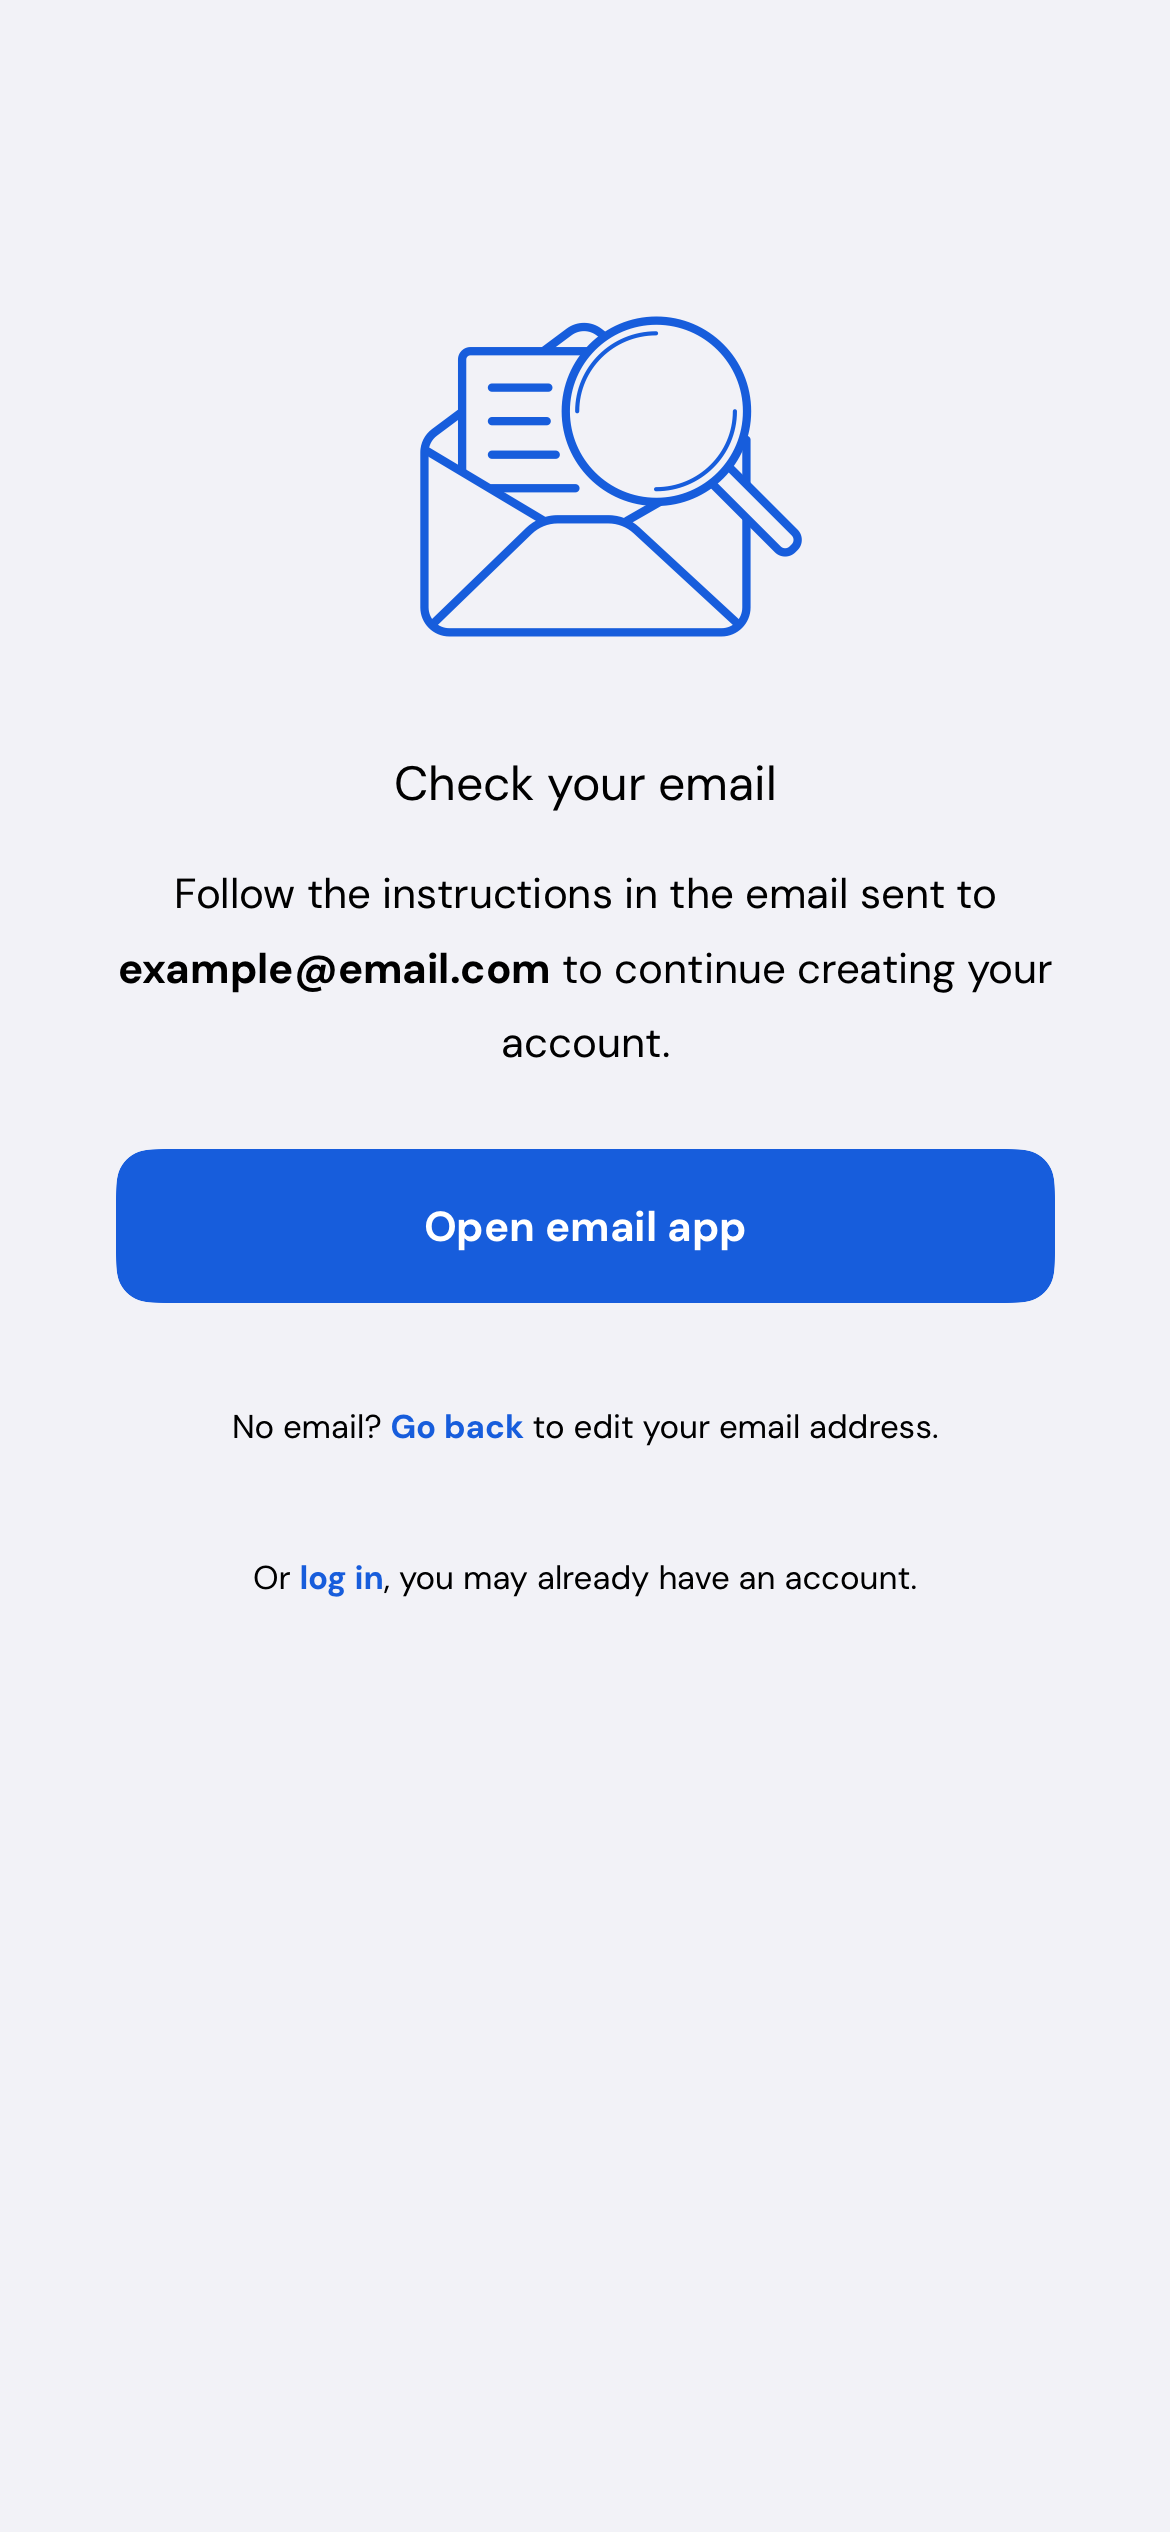 Check your email
Follow the instructions in the email sent to
example@email.com to continue creating your
account.
Open email app
No email? Go back to edit your email address.
Or log in, you may already have an account.